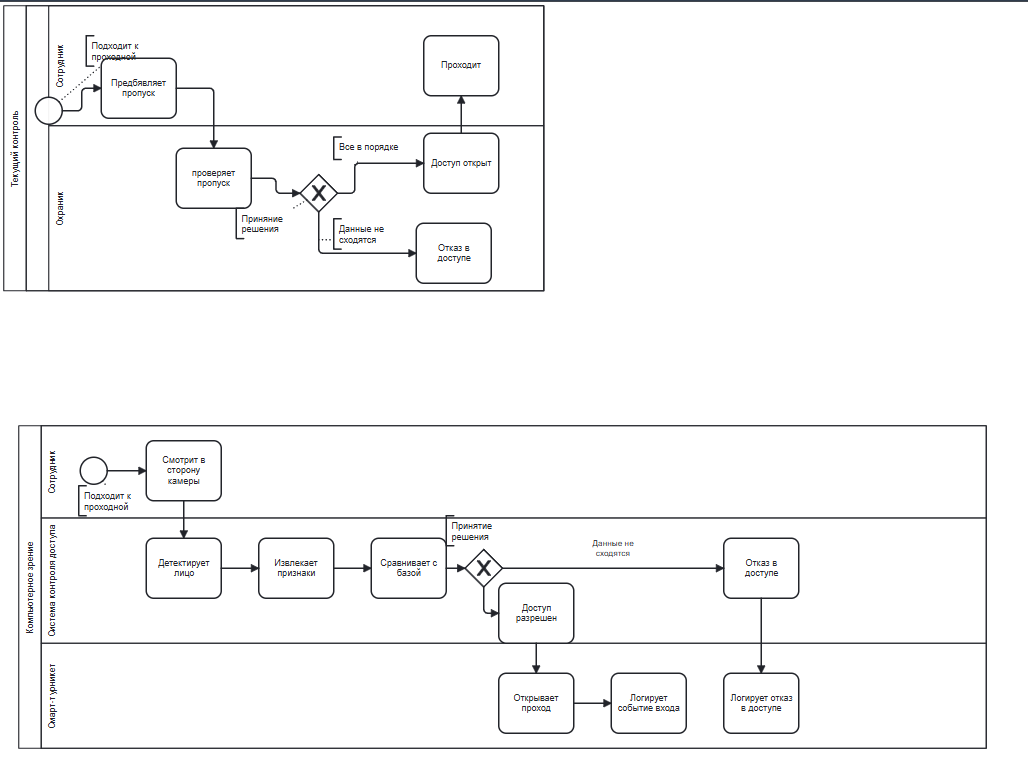 Текущий контроль
Сотрудник
Подходит к
проходной
Предбявляет
пропуск
Проходит
Охраник
проверяет
пропуск
Приняние
решения
Все в порядке
Доступ открыт
Данные не
сходятся
Отказ в
доступе
Компьютерное зрение
Сотрудник
Подходит к
проходной
Смотрит в
сторону
камеры
Система контроля доступа
Детектирует
лицо
Извлекает
признаки
Сравнивает с
базой
Принятие
решения
Данные не
сходятся
Отказ в
доступе
Доступ
разрешен
Смарт-турникет
Открывает
проход
Логирует
событие входа
Логирует отказ
в доступе